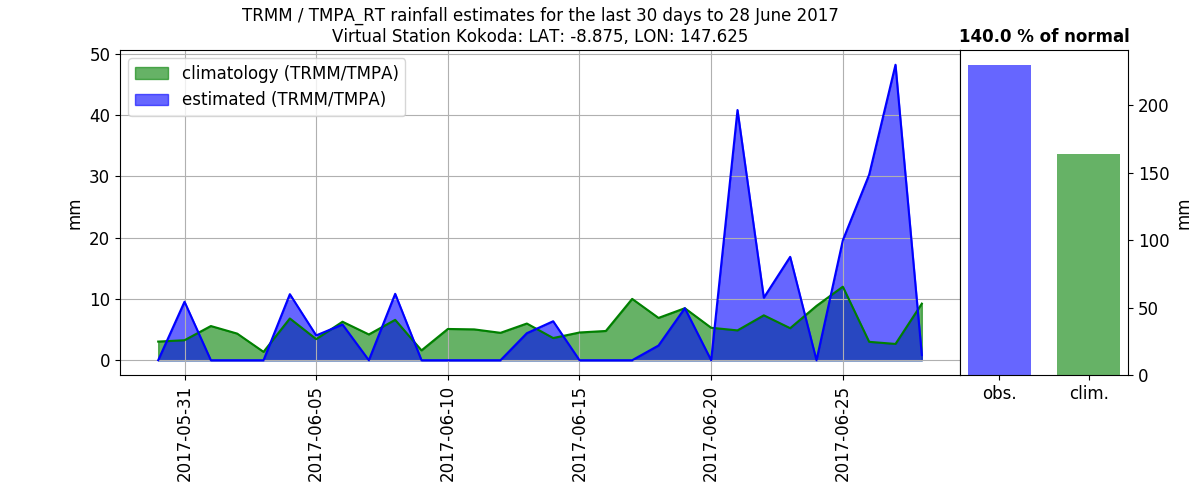 TRMM / TMPA_RT rainfall estimates for the last 30 days to 28 June 2017
Virtual Station Kokoda: LAT: -8.875, LON: 147.625
140.0 % of normal
climatology (TRMM/TMPA)
estimated (TRMM/TMPA)
50
40
30
20
10
0
mm
2017-05-31
2017-06-05
2017-06-10
2017-06-15
2017-06-20
2017-06-25
200
150
100
50
0
mm
obs.
clim.